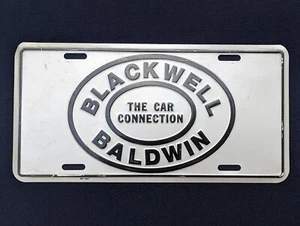 BLACKWELL
THE CAR
CONNECTION
BALDWIN